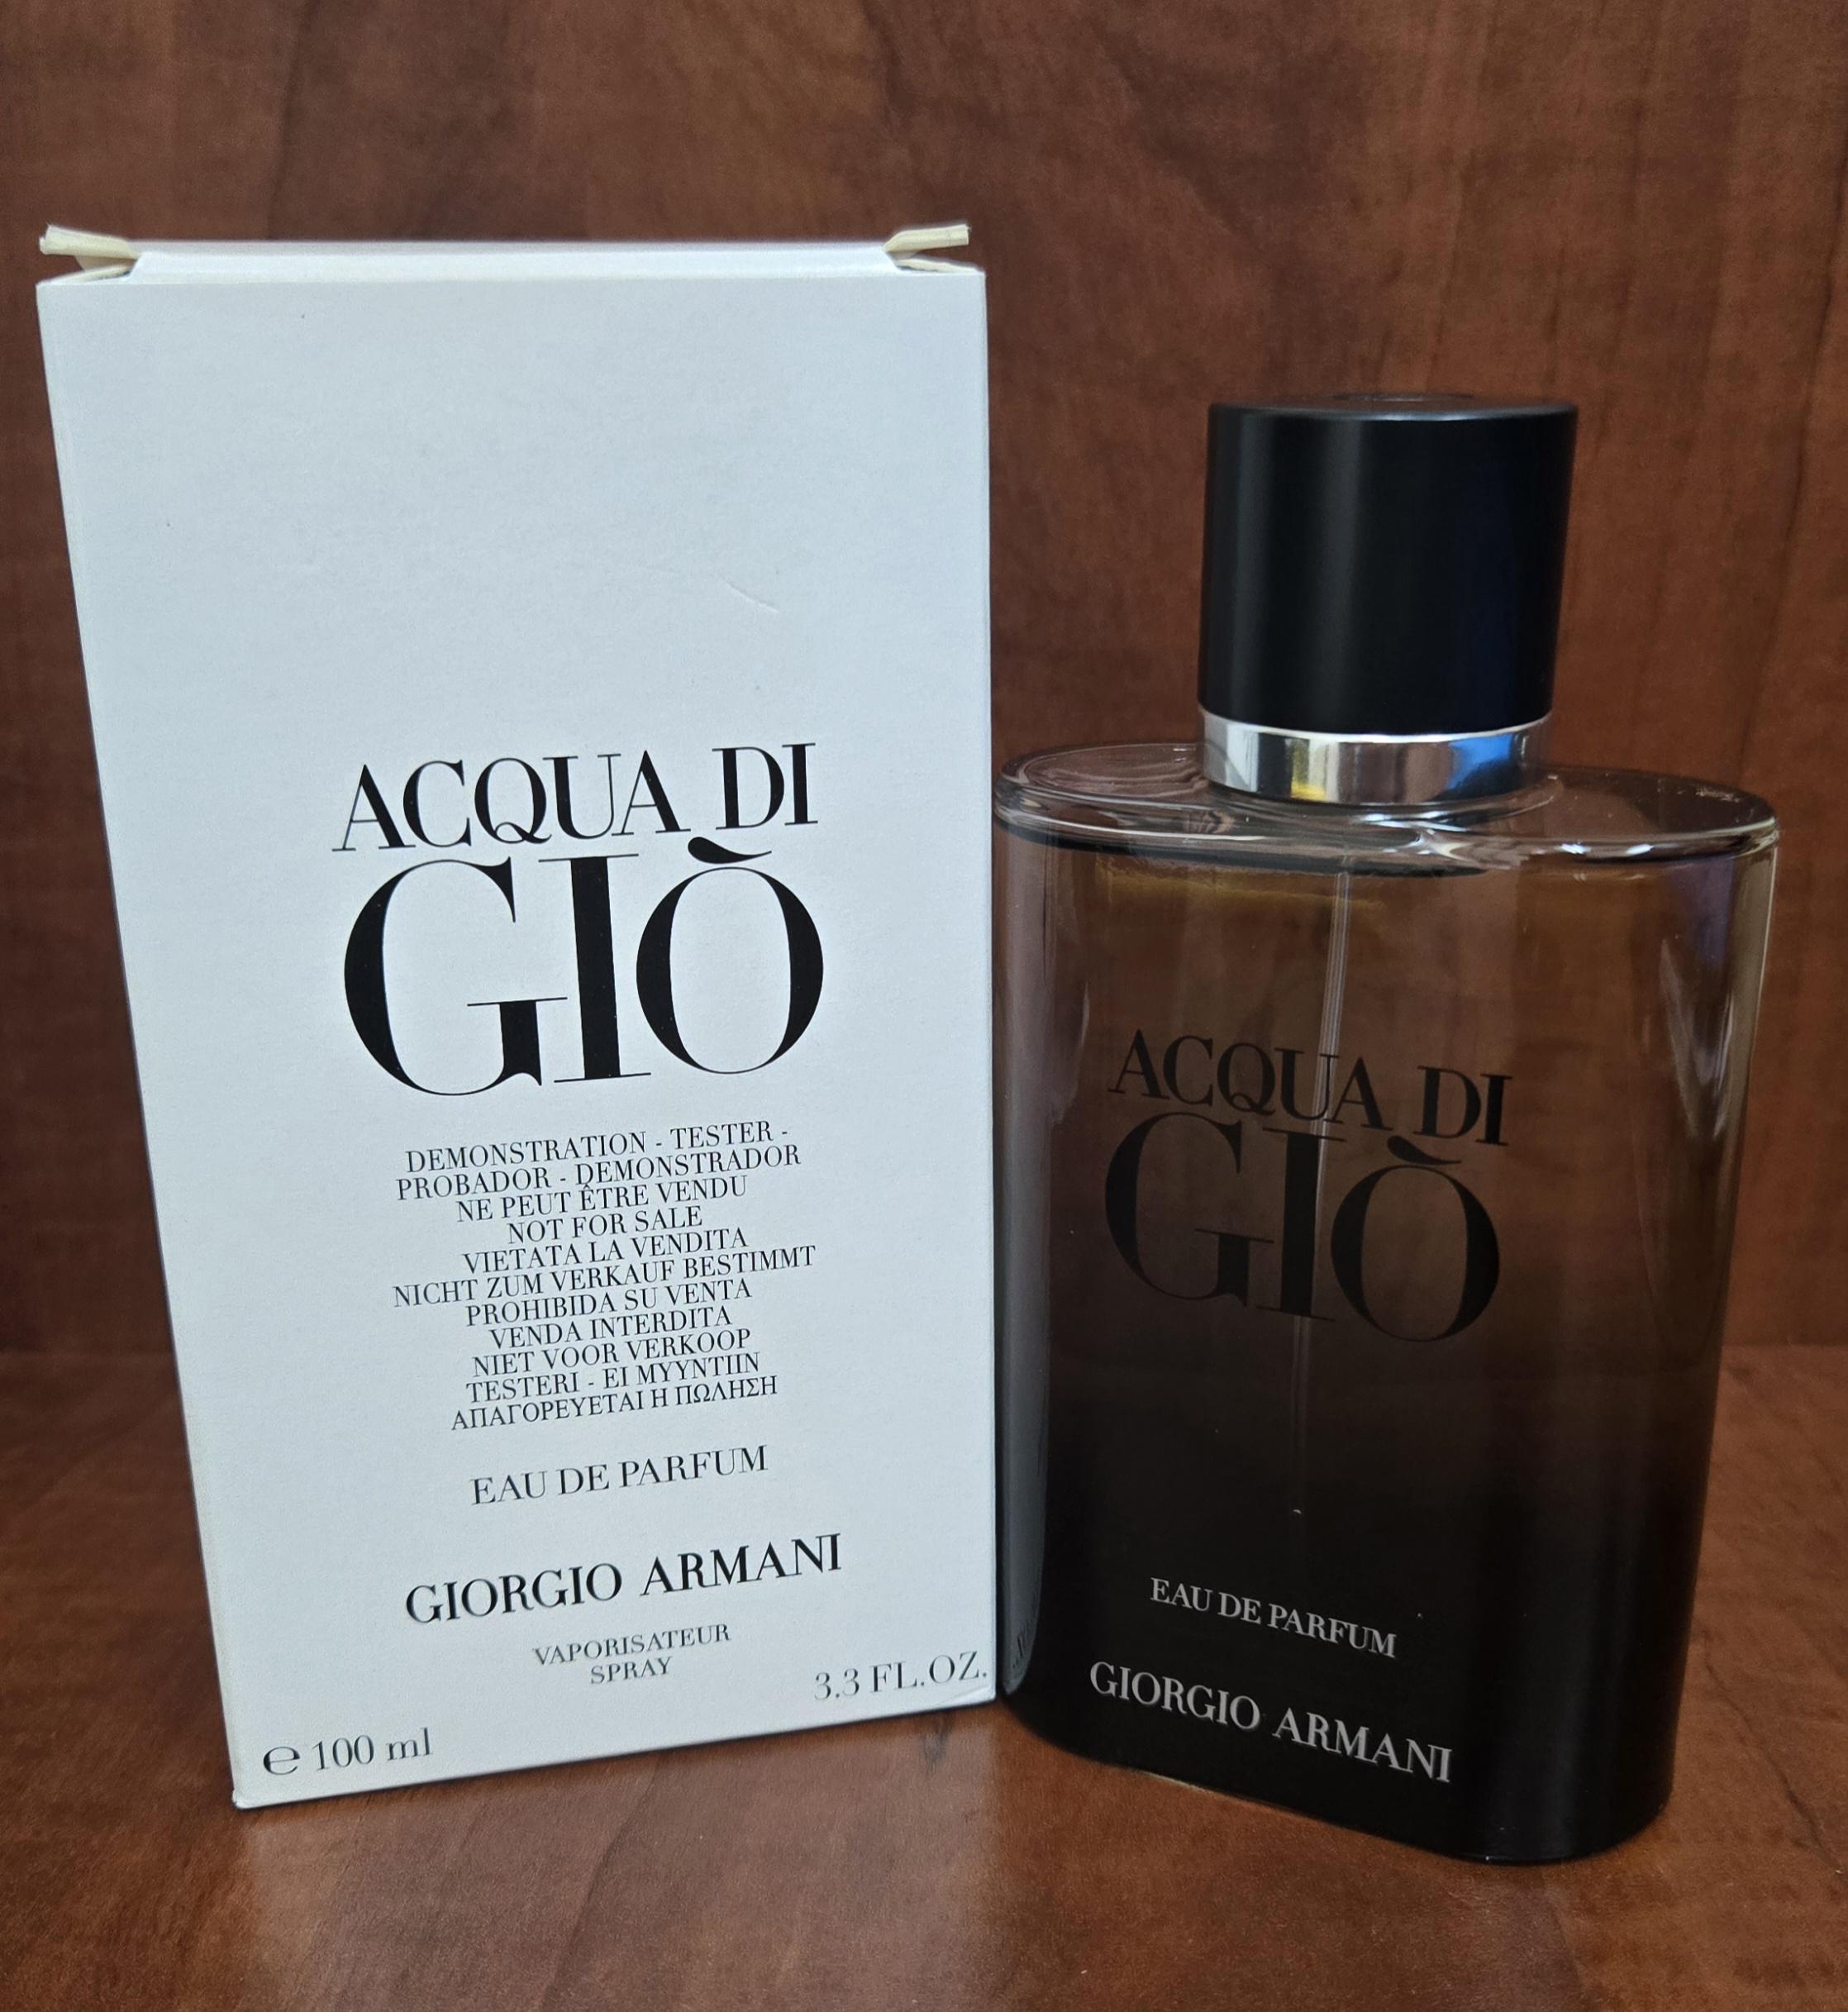 ACQUA DI
GIÒ
DEMONSTRATION - TESTER -
PROBADOR - DEMONSTRADOR
NE PEUT ÊTRE VENDU
NOT FOR SALE
VIETATA LA VENDITA
NICHT ZUM VERKAUF BESTIMMT
PROHIBIDA SU VENTA
VENDA INTERDITA
NIET VOOR VERKOOP
TESTERI - EI MYYNTIIN
ΑΠΑΓΟΡΕΥΕΤΑΙ Η ΠΩΛΗΣΗ
EAU DE PARFUM
GIORGIO ARMANI
VAPORISATEUR
SPRAY
3.3 FL.OZ.
℮ 100 ml
ACQUA DI
GIÒ
EAU DE PARFUM
GIORGIO ARMANI